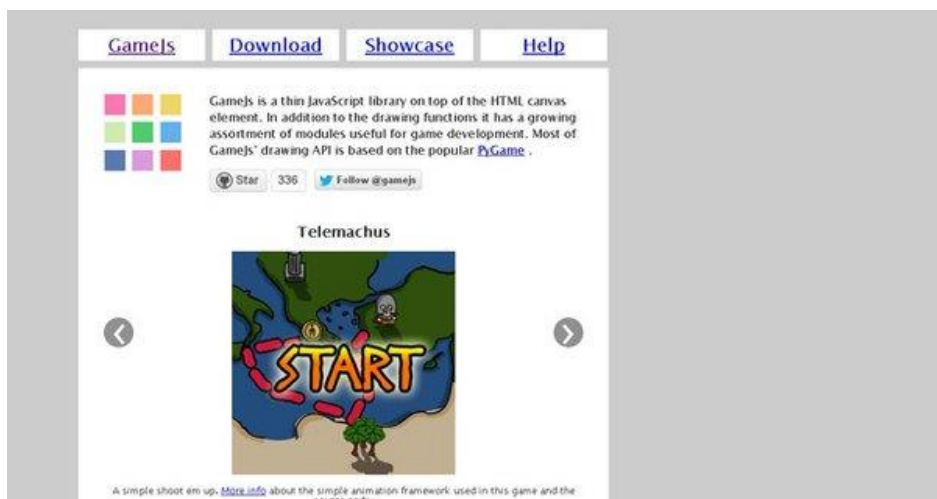 GameJs Download Showcase Help
GameJs is a thin JavaScript library on top of the HTML canvas
element. In addition to the drawing functions it has a growing
assortment of modules useful for game development. Most of
GameJs' drawing API is based on the popular PyGame .
Star 336 Follow @gamejs
Telemachus
START
A simple shoot em up. More info about the simple animation framework used in this game and the